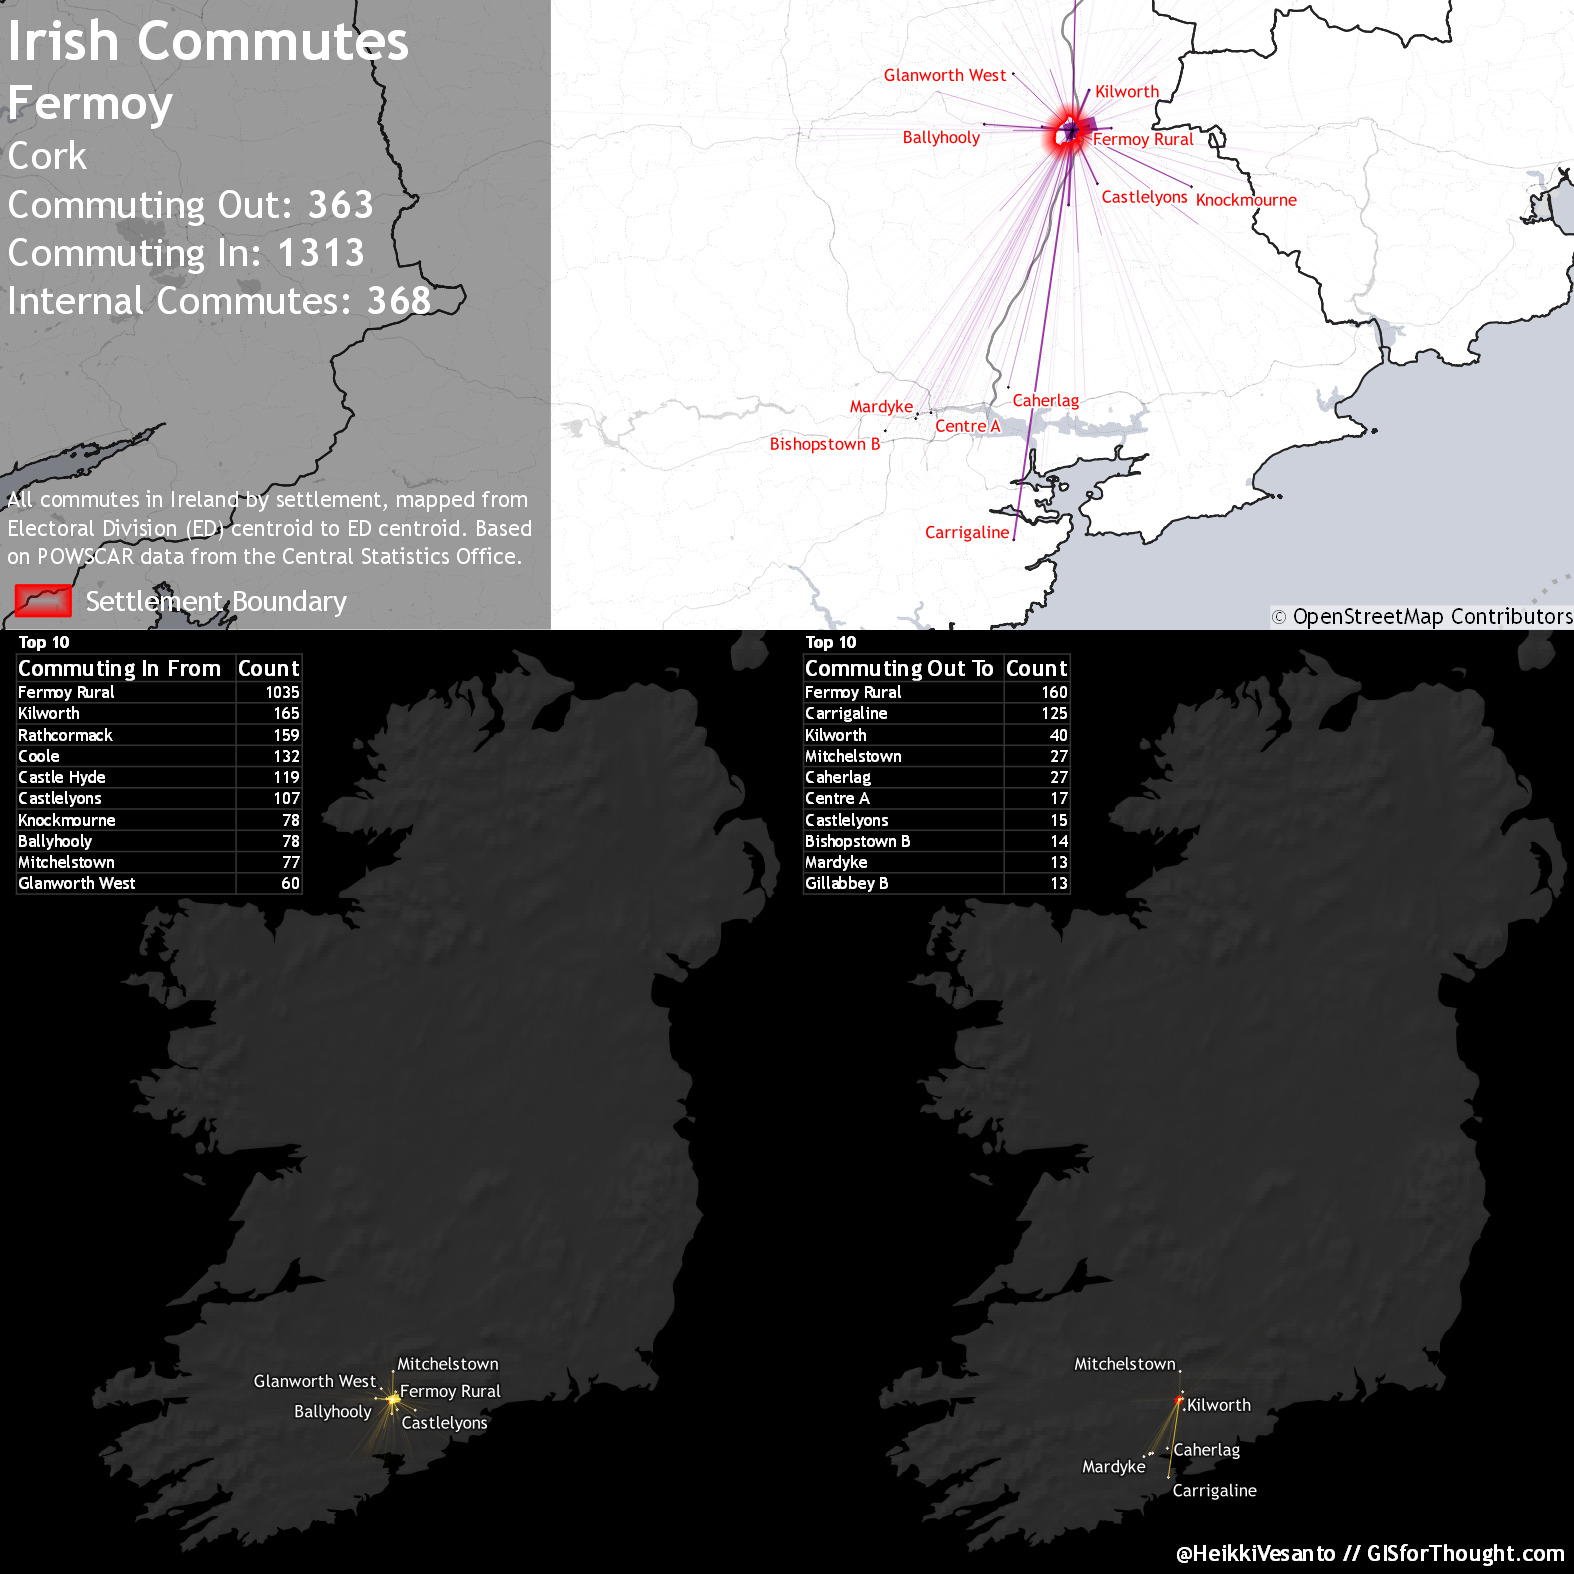 Irish Commutes
Fermoy
Cork
Commuting Out: 363
Commuting In: 1313
Internal Commutes: 368
All commutes in Ireland by settlement, mapped from
Electoral Division (ED) centroid to ED centroid. Based
on POWSCAR data from the Central Statistics Office.
Settlement Boundary
Glanworth West
Kilworth
Ballyhooly
Fermoy Rural
Castlelyons
Knockmourne
Mardyke
Caherlag
Centre A
Bishopstown B
Carrigaline
© OpenStreetMap Contributors
Top 10
Commuting In From Count
Fermoy Rural 1035
Kilworth 165
Rathcormack 159
Coole 132
Castle Hyde 119
Castlelyons 107
Knockmourne 78
Ballyhooly 78
Mitchelstown 77
Glanworth West 60
Top 10
Commuting Out To Count
Fermoy Rural 160
Carrigaline 125
Kilworth 40
Mitchelstown 27
Caherlag 27
Centre A 17
Castlelyons 15
Bishopstown B 14
Mardyke 13
Gillabbey B 13
Mitchelstown
Glanworth West
Fermoy Rural
Ballyhooly
Castlelyons
Mitchelstown
Kilworth
Caherlag
Mardyke
Carrigaline
@HeikkiVesanto // GISforThought.com